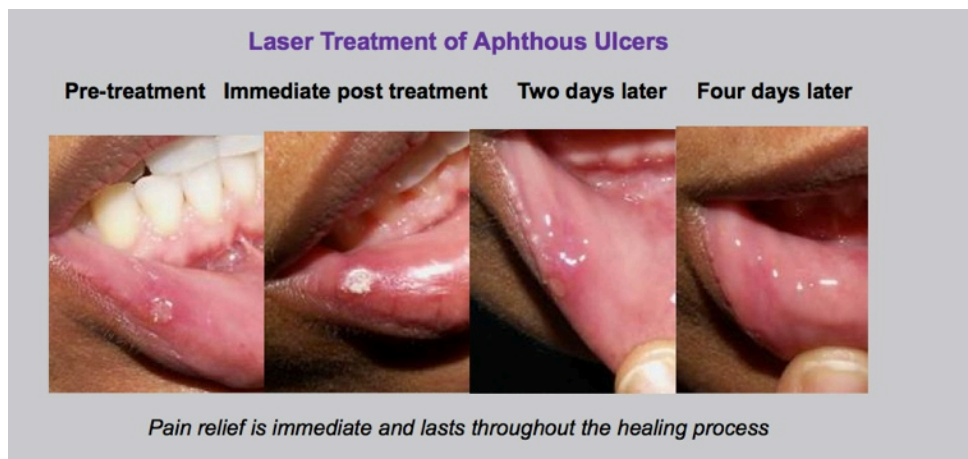 Laser Treatment of Aphthous Ulcers
Pre-treatment Immediate post treatment Two days later Four days later
Pain relief is immediate and lasts throughout the healing process